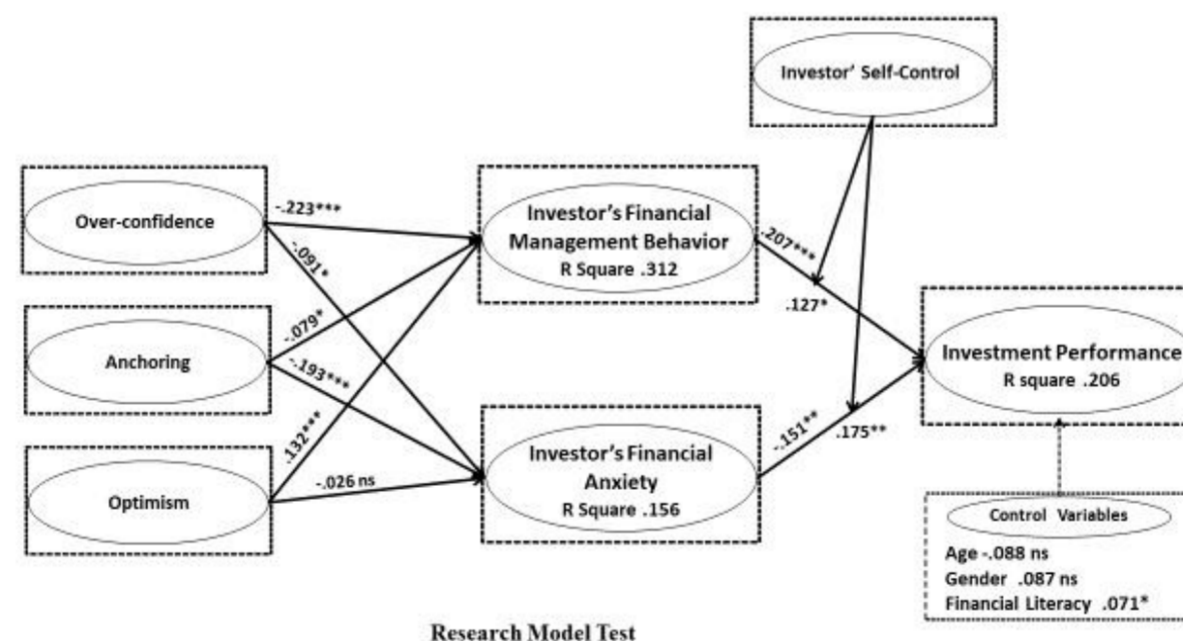 Investor' Self-Control
Over-confidence
-.223***
-.091*
Investor's Financial
Management Behavior
R Square .312
.207***
.127*
Anchoring
-.079*
-.193***
Investment Performance
R square .206
Optimism
.132***
-.026 ns
Investor's Financial
Anxiety
R Square .156
-.151**
.175**
Control Variables
Age -.088 ns
Gender .087 ns
Financial Literacy .071*
Research Model Test